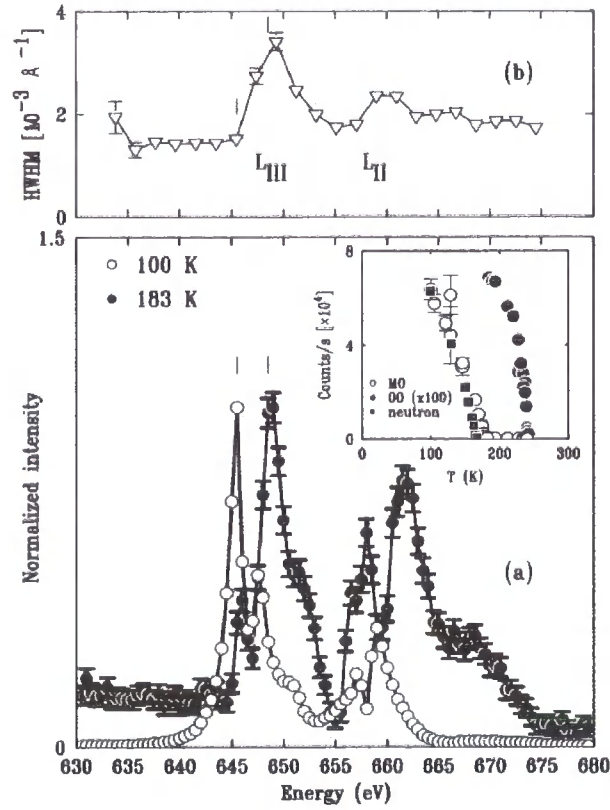 4
(b)
HWHM [10⁻³ Å⁻¹]
2
L_III
L_II
0
1.5
100 K
183 K
8
6
4
2
0
Counts/s [×10⁴]
MO
OO (x100)
neutron
0 100 200 300
T (K)
Normalized intensity
(a)
0
630 635 640 645 650 655 660 665 670 675 680
Energy (eV)